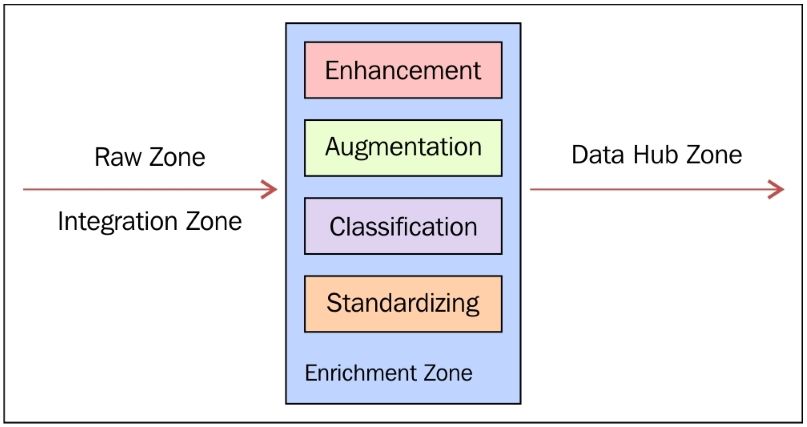 Raw Zone
Integration Zone
Enhancement
Augmentation
Classification
Standardizing
Enrichment Zone
Data Hub Zone